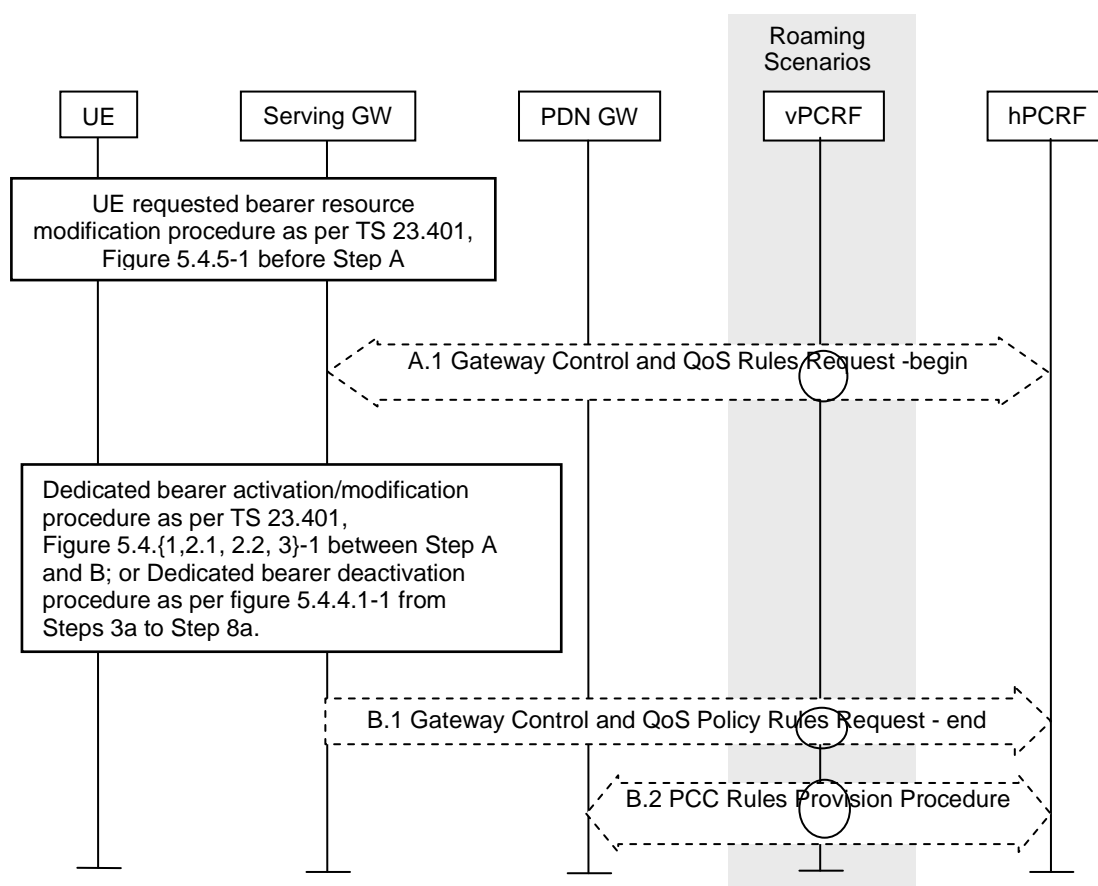 Roaming
Scenarios
UE
Serving GW
PDN GW
vPCRF
hPCRF
UE requested bearer resource
modification procedure as per TS 23.401,
Figure 5.4.5-1 before Step A
A.1 Gateway Control and QoS Rules Request -begin
Dedicated bearer activation/modification
procedure as per TS 23.401,
Figure 5.4.{1,2.1, 2.2, 3}-1 between Step A
and B; or Dedicated bearer deactivation
procedure as per figure 5.4.4.1-1 from
Steps 3a to Step 8a.
B.1 Gateway Control and QoS Policy Rules Request - end
B.2 PCC Rules Provision Procedure